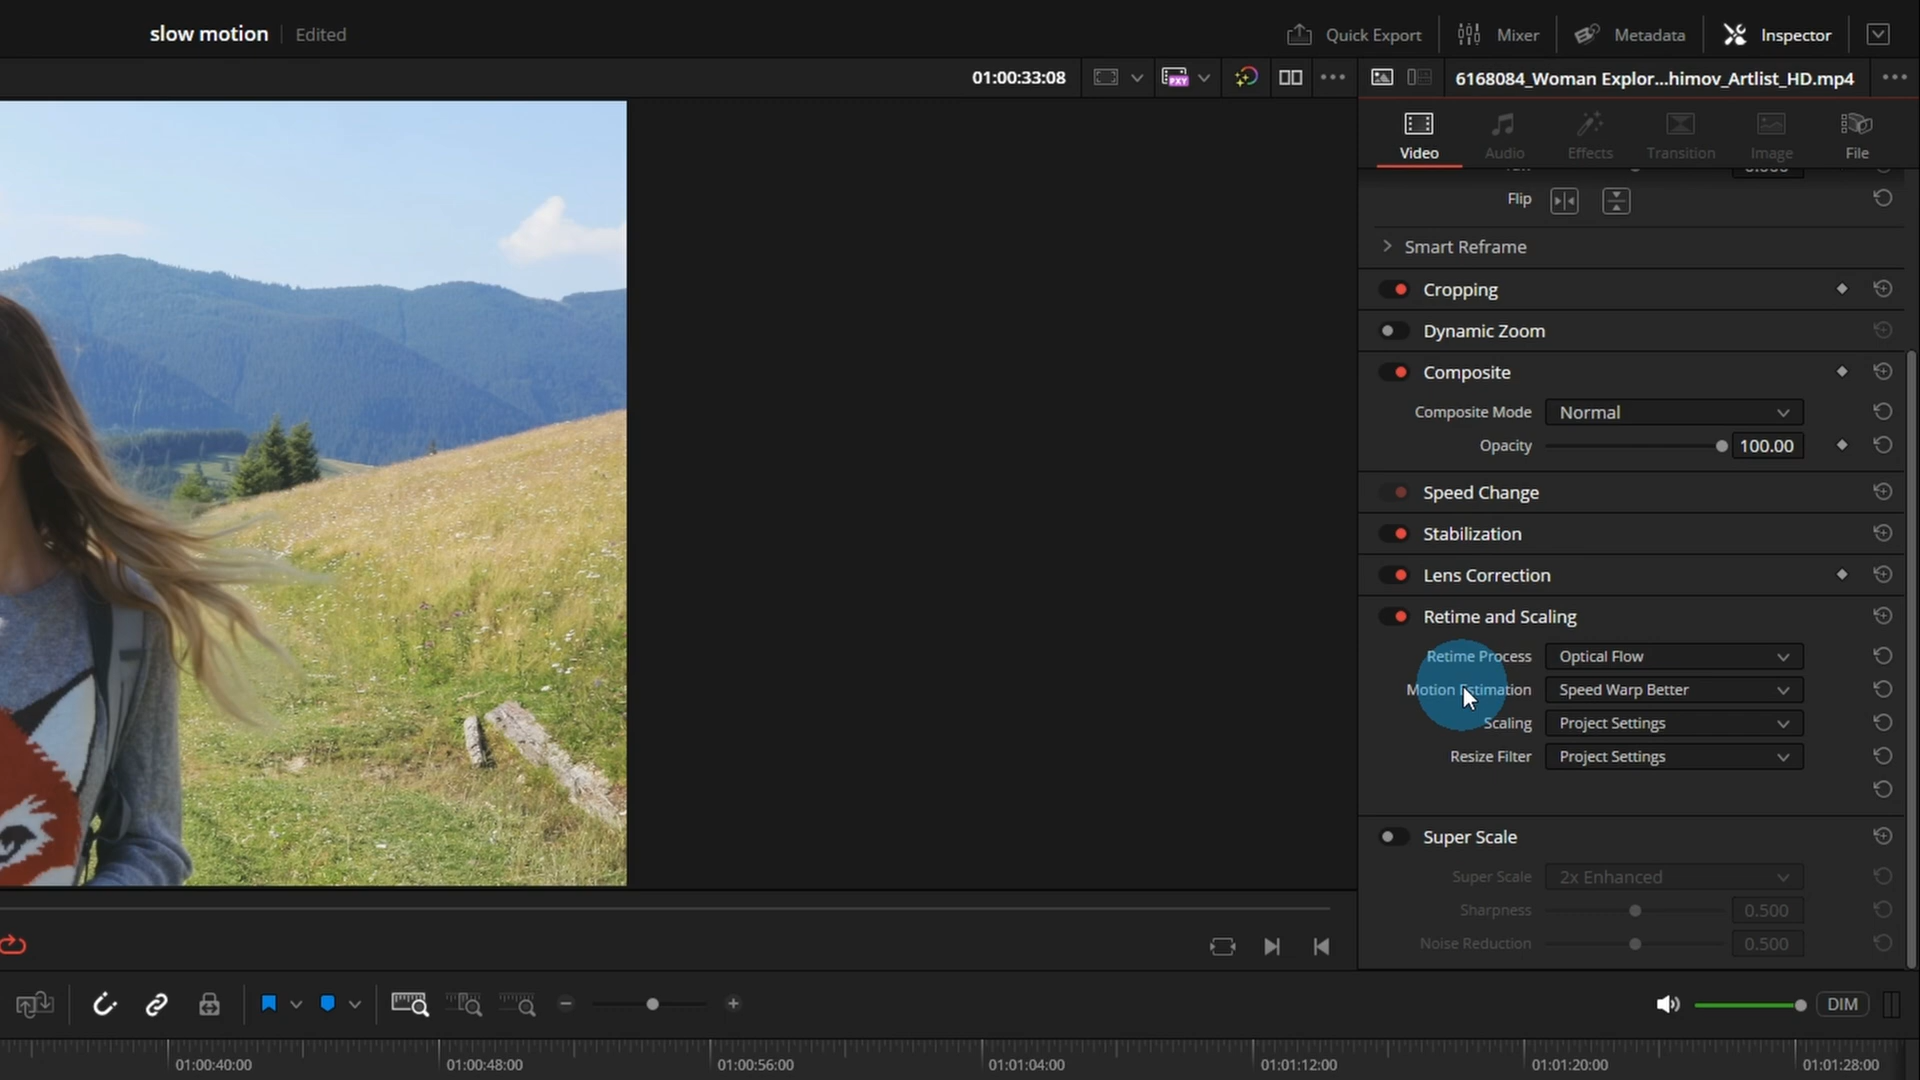 slow motion Edited Quick Export Mixer Metadata Inspector
01:00:33:08 PXY 6168084_Woman Explor...himov_Artlist_HD.mp4
Video Audio Effects Transition Image File
Flip
Smart Reframe
Cropping
Dynamic Zoom
Composite
Composite Mode Normal
Opacity 100.00
Speed Change
Stabilization
Lens Correction
Retime and Scaling
Retime Process Optical Flow
Motion Estimation Speed Warp Better
Scaling Project Settings
Resize Filter Project Settings
Super Scale
Super Scale 2x Enhanced
Sharpness 0.500
Noise Reduction 0.500
DIM
01:00:40:00 01:00:48:00 01:00:56:00 01:01:04:00 01:01:12:00 01:01:20:00 01:01:28:00